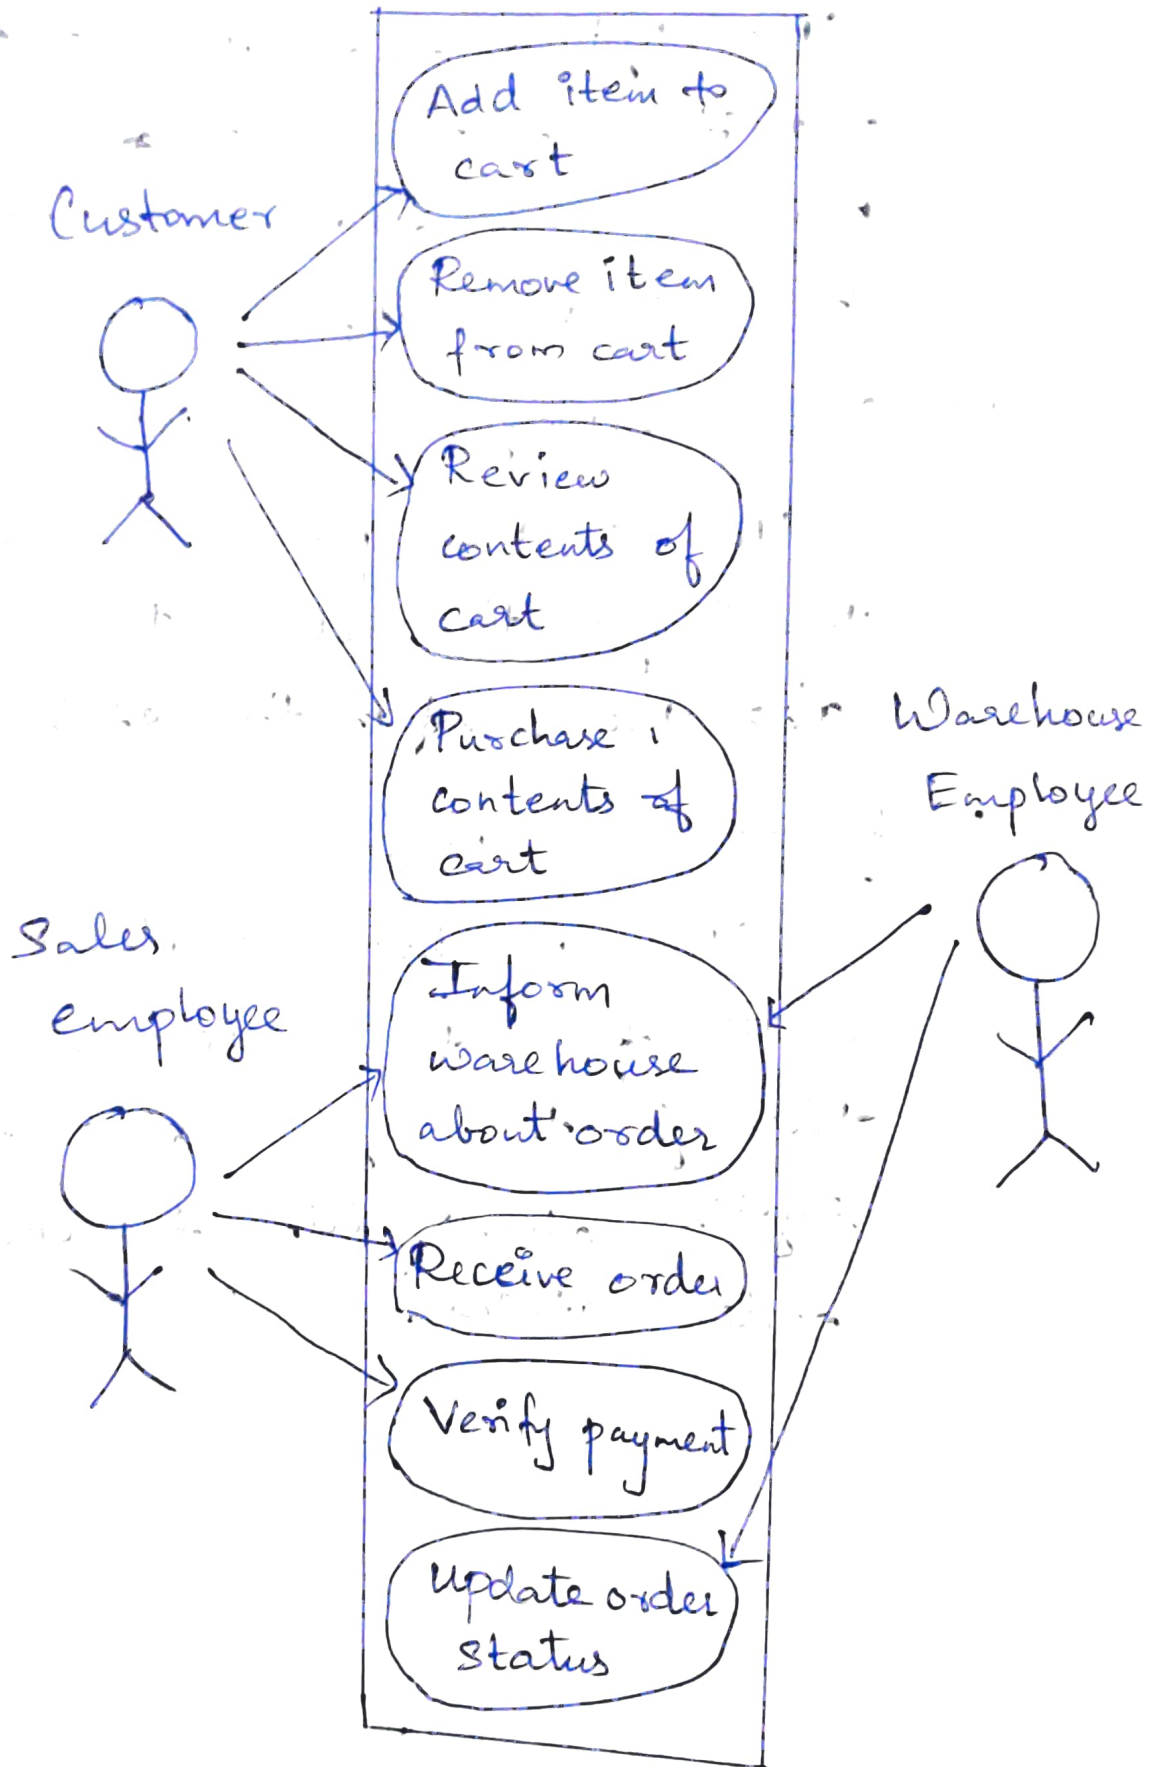 Add item to
cart
Customer
Remove item
from cart
Review
contents of
cart
Purchase
contents of
cart
Warehouse
Employee
Sales
employee
Inform
warehouse
about order
Receive order
Verify payment
update order
status